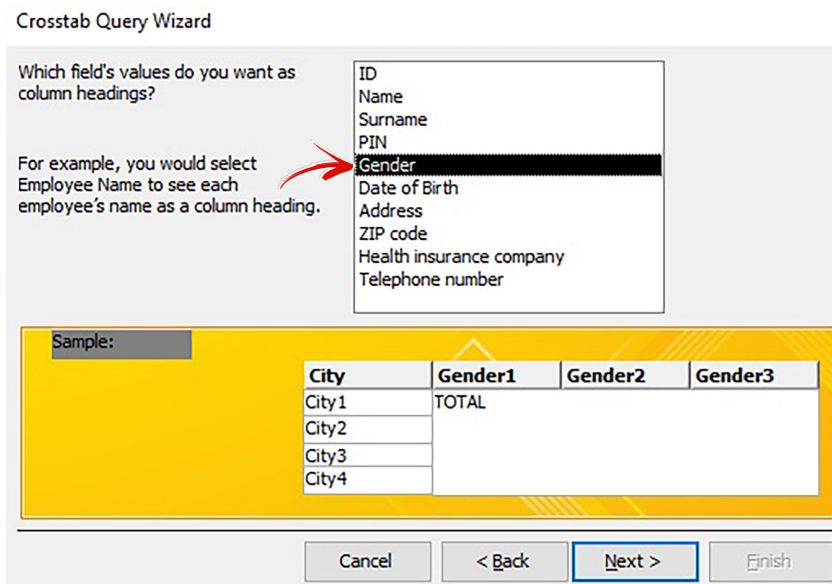 Crosstab Query Wizard
Which field's values do you want as
column headings?
For example, you would select
Employee Name to see each
employee's name as a column heading.
ID
Name
Surname
PIN
Gender
Date of Birth
Address
ZIP code
Health insurance company
Telephone number
Sample:
City Gender1 Gender2 Gender3
City1 TOTAL
City2
City3
City4
Cancel < Back Next > Finish